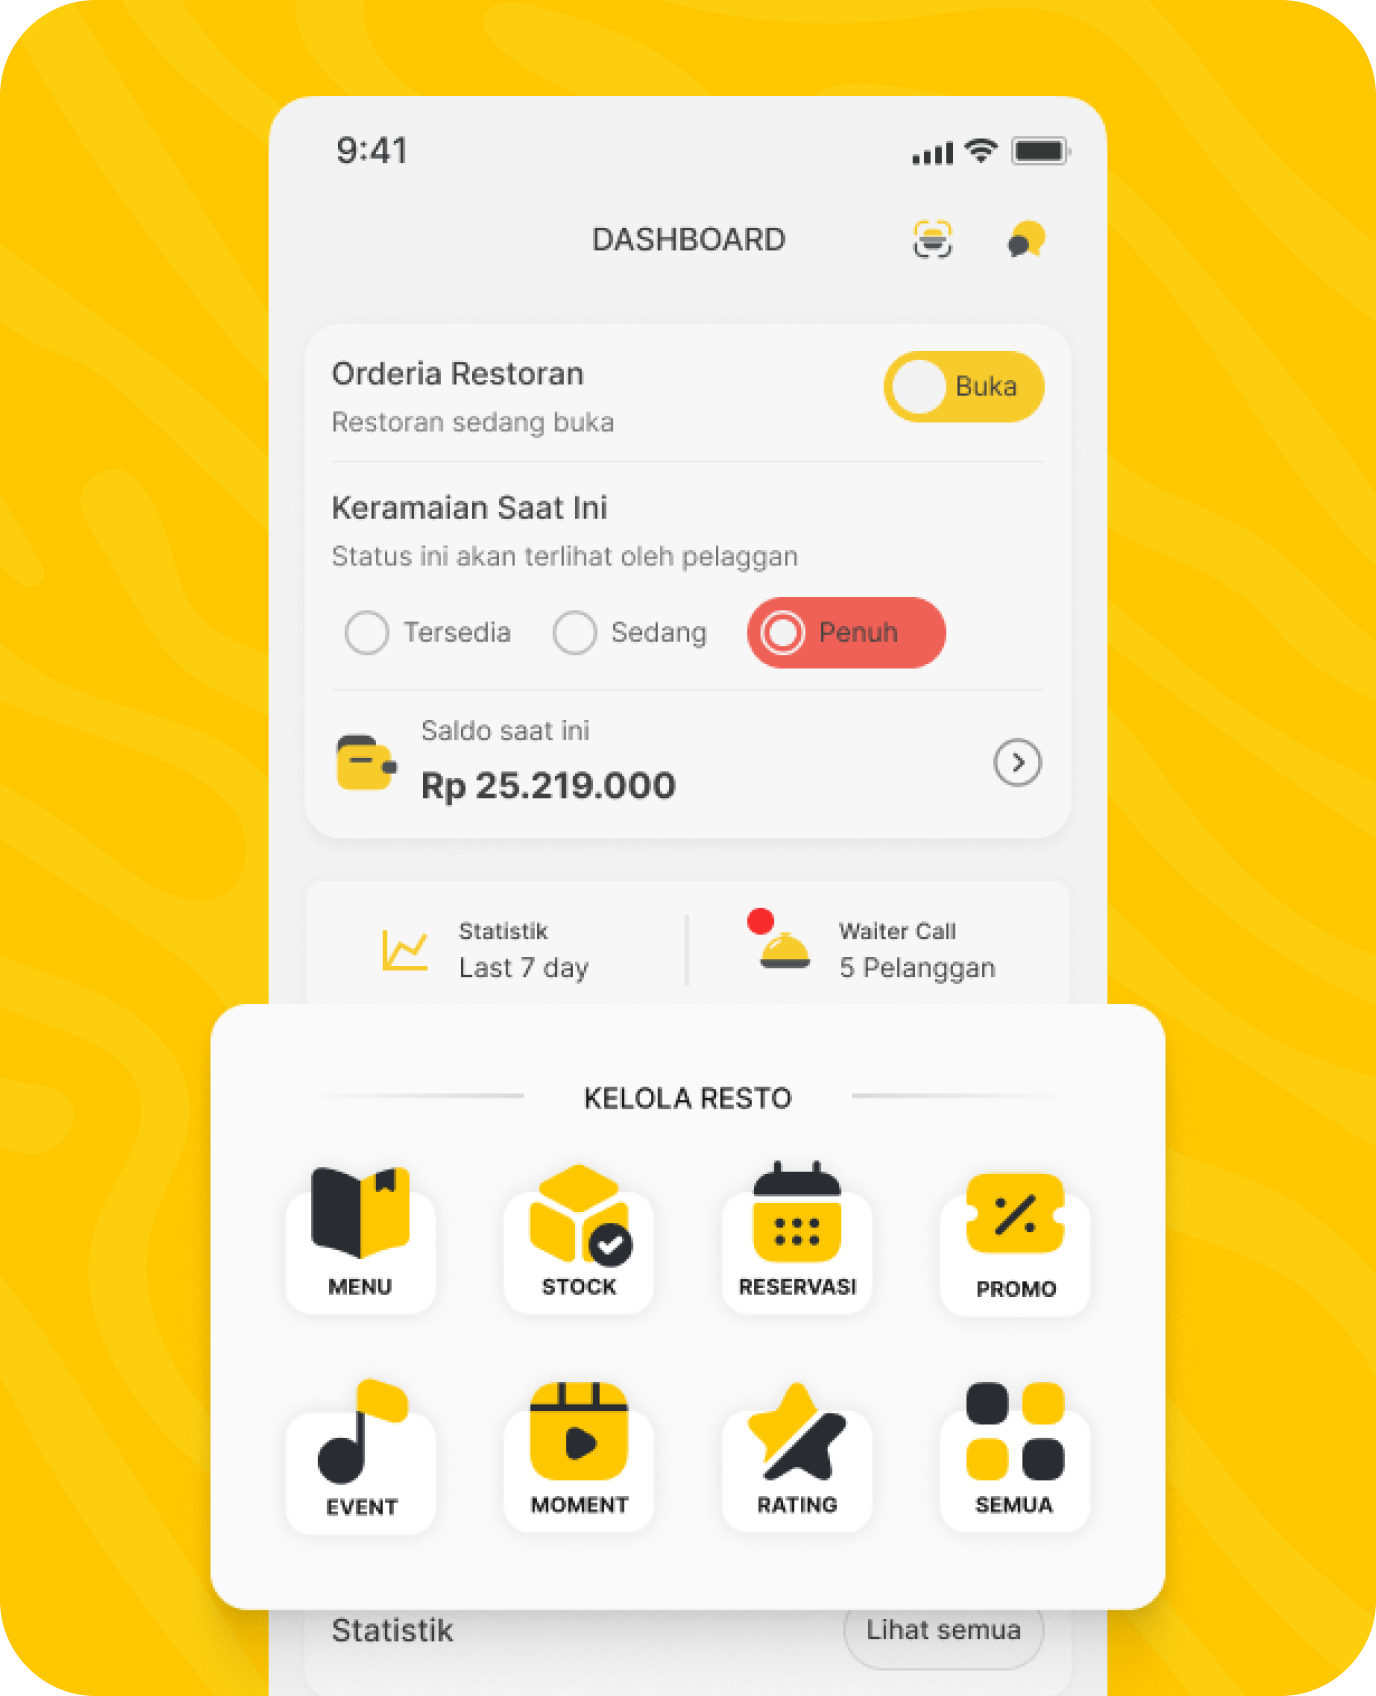 9:41
DASHBOARD
Orderia Restoran
Buka
Restoran sedang buka
Keramaian Saat Ini
Status ini akan terlihat oleh pelaggan
Tersedia
Sedang
Penuh
Saldo saat ini
Rp 25.219.000
Statistik
Last 7 day
Waiter Call
5 Pelanggan
KELOLA RESTO
MENU
STOCK
RESERVASI
PROMO
EVENT
MOMENT
RATING
SEMUA
Statistik
Lihat semua